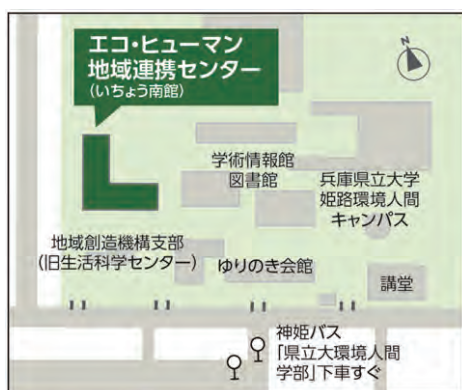 エコ・ヒューマン
地域連携センター
(いちょう南館)
N
学術情報館
図書館
兵庫県立大学
姫路環境人間
キャンパス
地域創造機構支部
(旧生活科学センター)
ゆりのき会館
講堂
神姫バス
「県立大環境人間
学部」下車すぐ